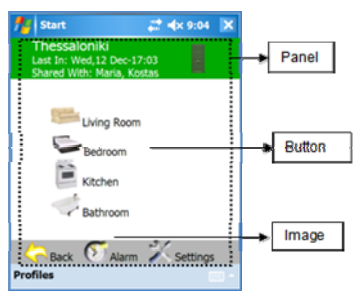 Start 9:04
Thessaloniki
Last In: Wed,12 Dec-17:03
Shared With: Maria, Kostas
Panel
Living Room
Bedroom
Button
Kitchen
Bathroom
Image
Back Alarm Settings
Profiles